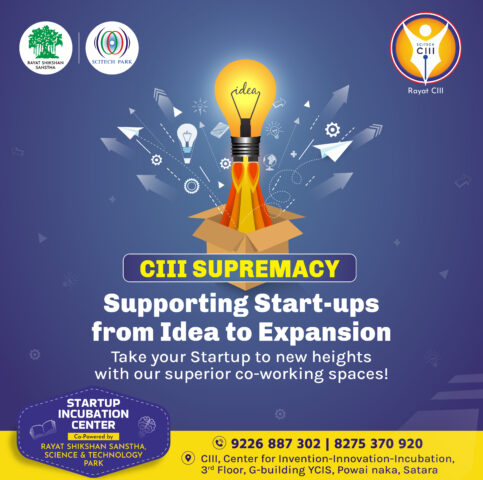 RAYAT SHIKSHAN
SANSTHA
SCITECH PARK
SCITECH
CIII
Rayat CIII
idea
CIII SUPREMACY
Supporting Start-ups
from Idea to Expansion
Take your Startup to new heights
with our superior co-working spaces!
STARTUP
INCUBATION
CENTER
Co-Powered by
RAYAT SHIKSHAN SANSTHA,
SCIENCE & TECHNOLOGY
PARK
9226 887 302 | 8275 370 920
CIII, Center for Invention-Innovation-Incubation,
3rd Floor, G-building YCIS, Powai naka, Satara